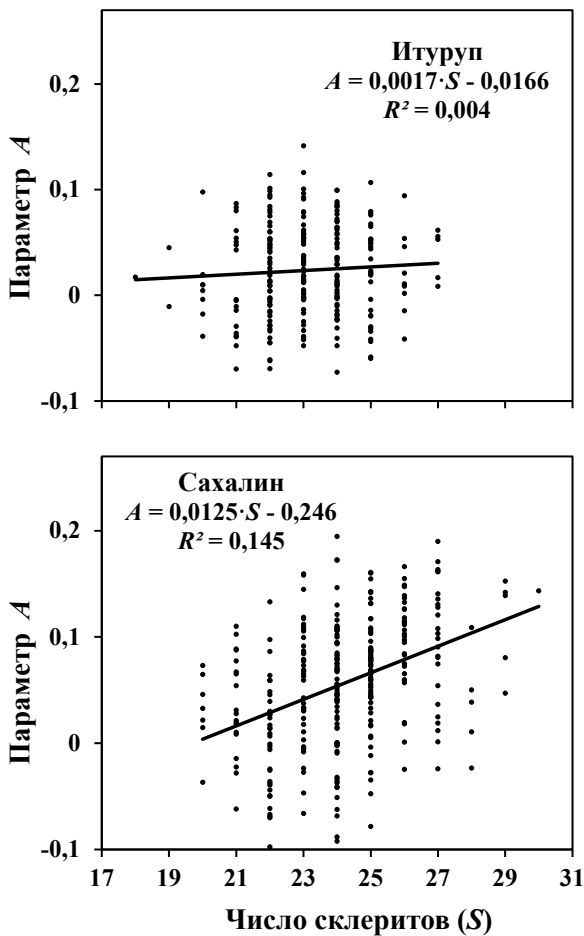 Итуруп
A = 0,0017·S - 0,0166
R² = 0,004
Параметр A
0,2
0,1
0
-0,1
Сахалин
A = 0,0125·S - 0,246
R² = 0,145
Параметр A
0,2
0,1
0
-0,1
17 19 21 23 25 27 29 31
Число склеритов (S)